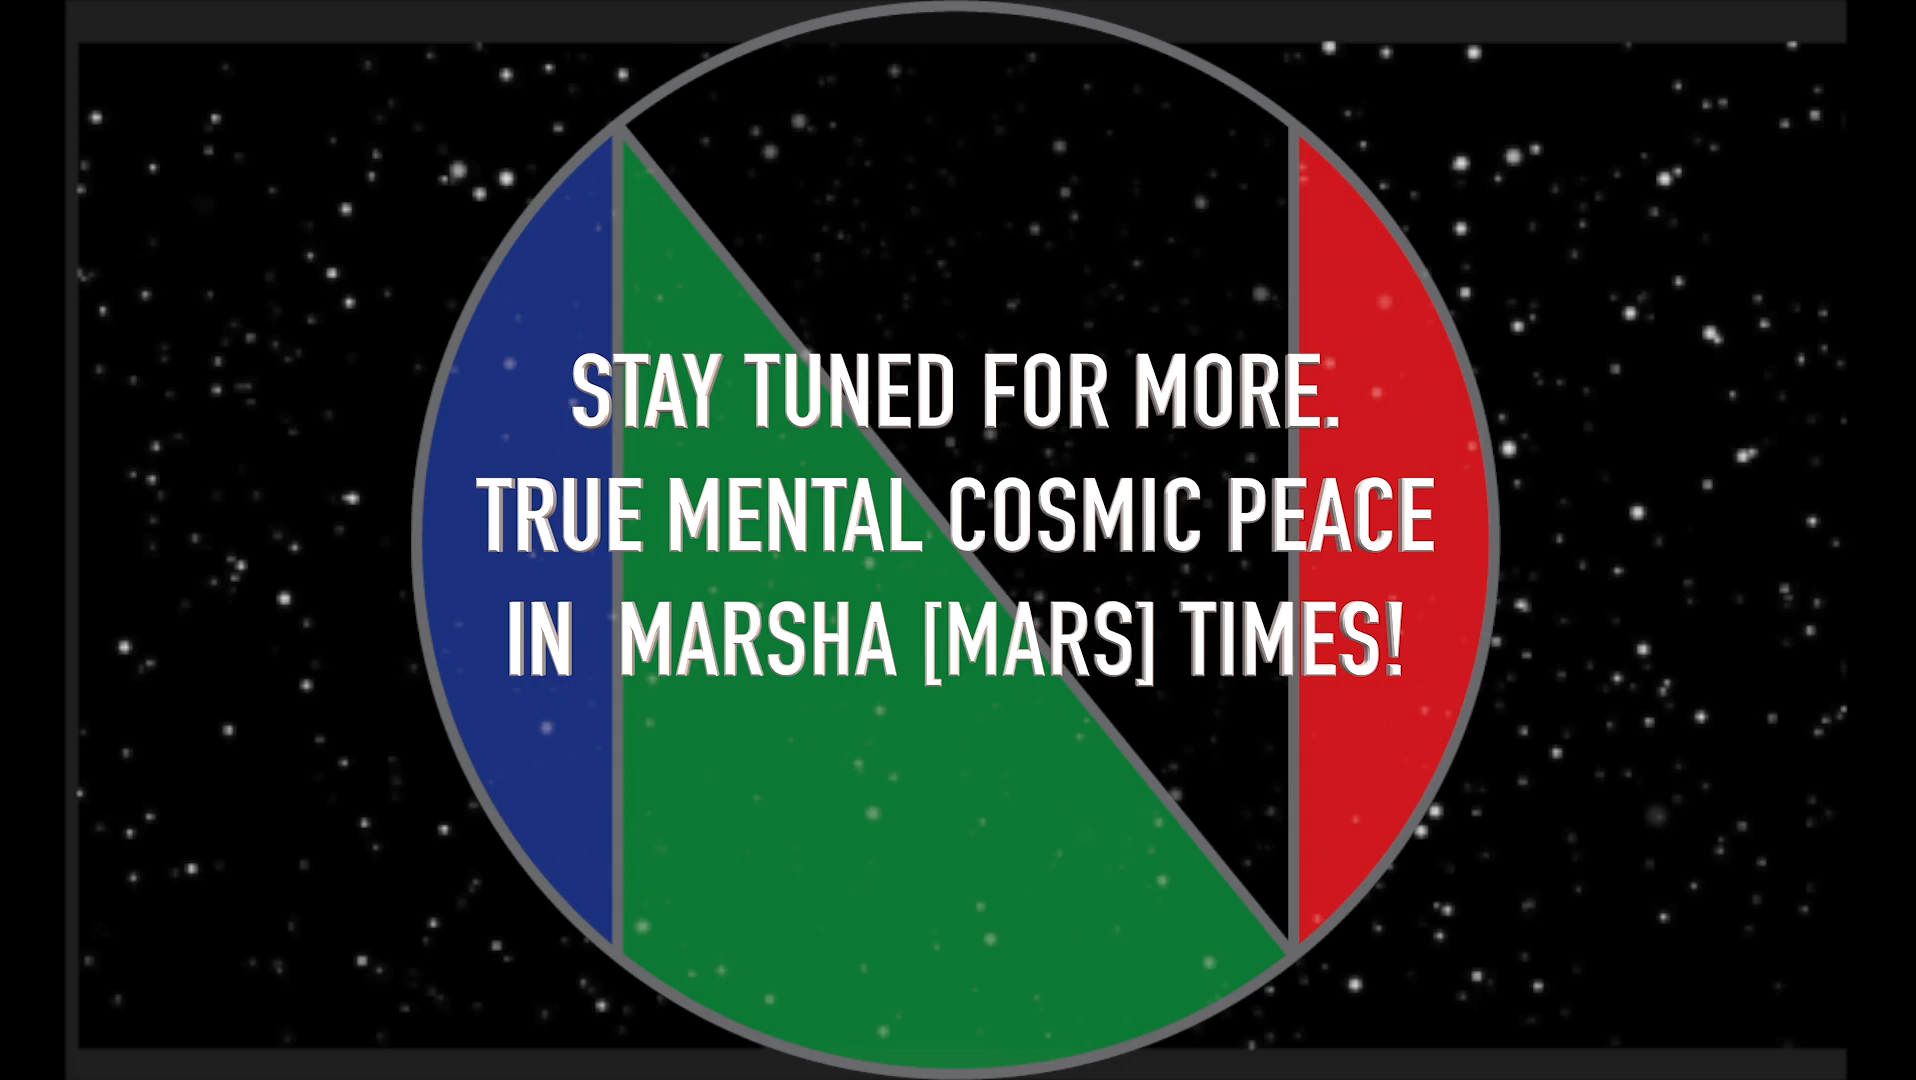 STAY TUNED FOR MORE.
TRUE MENTAL COSMIC PEACE
IN  MARSHA [MARS] TIMES!